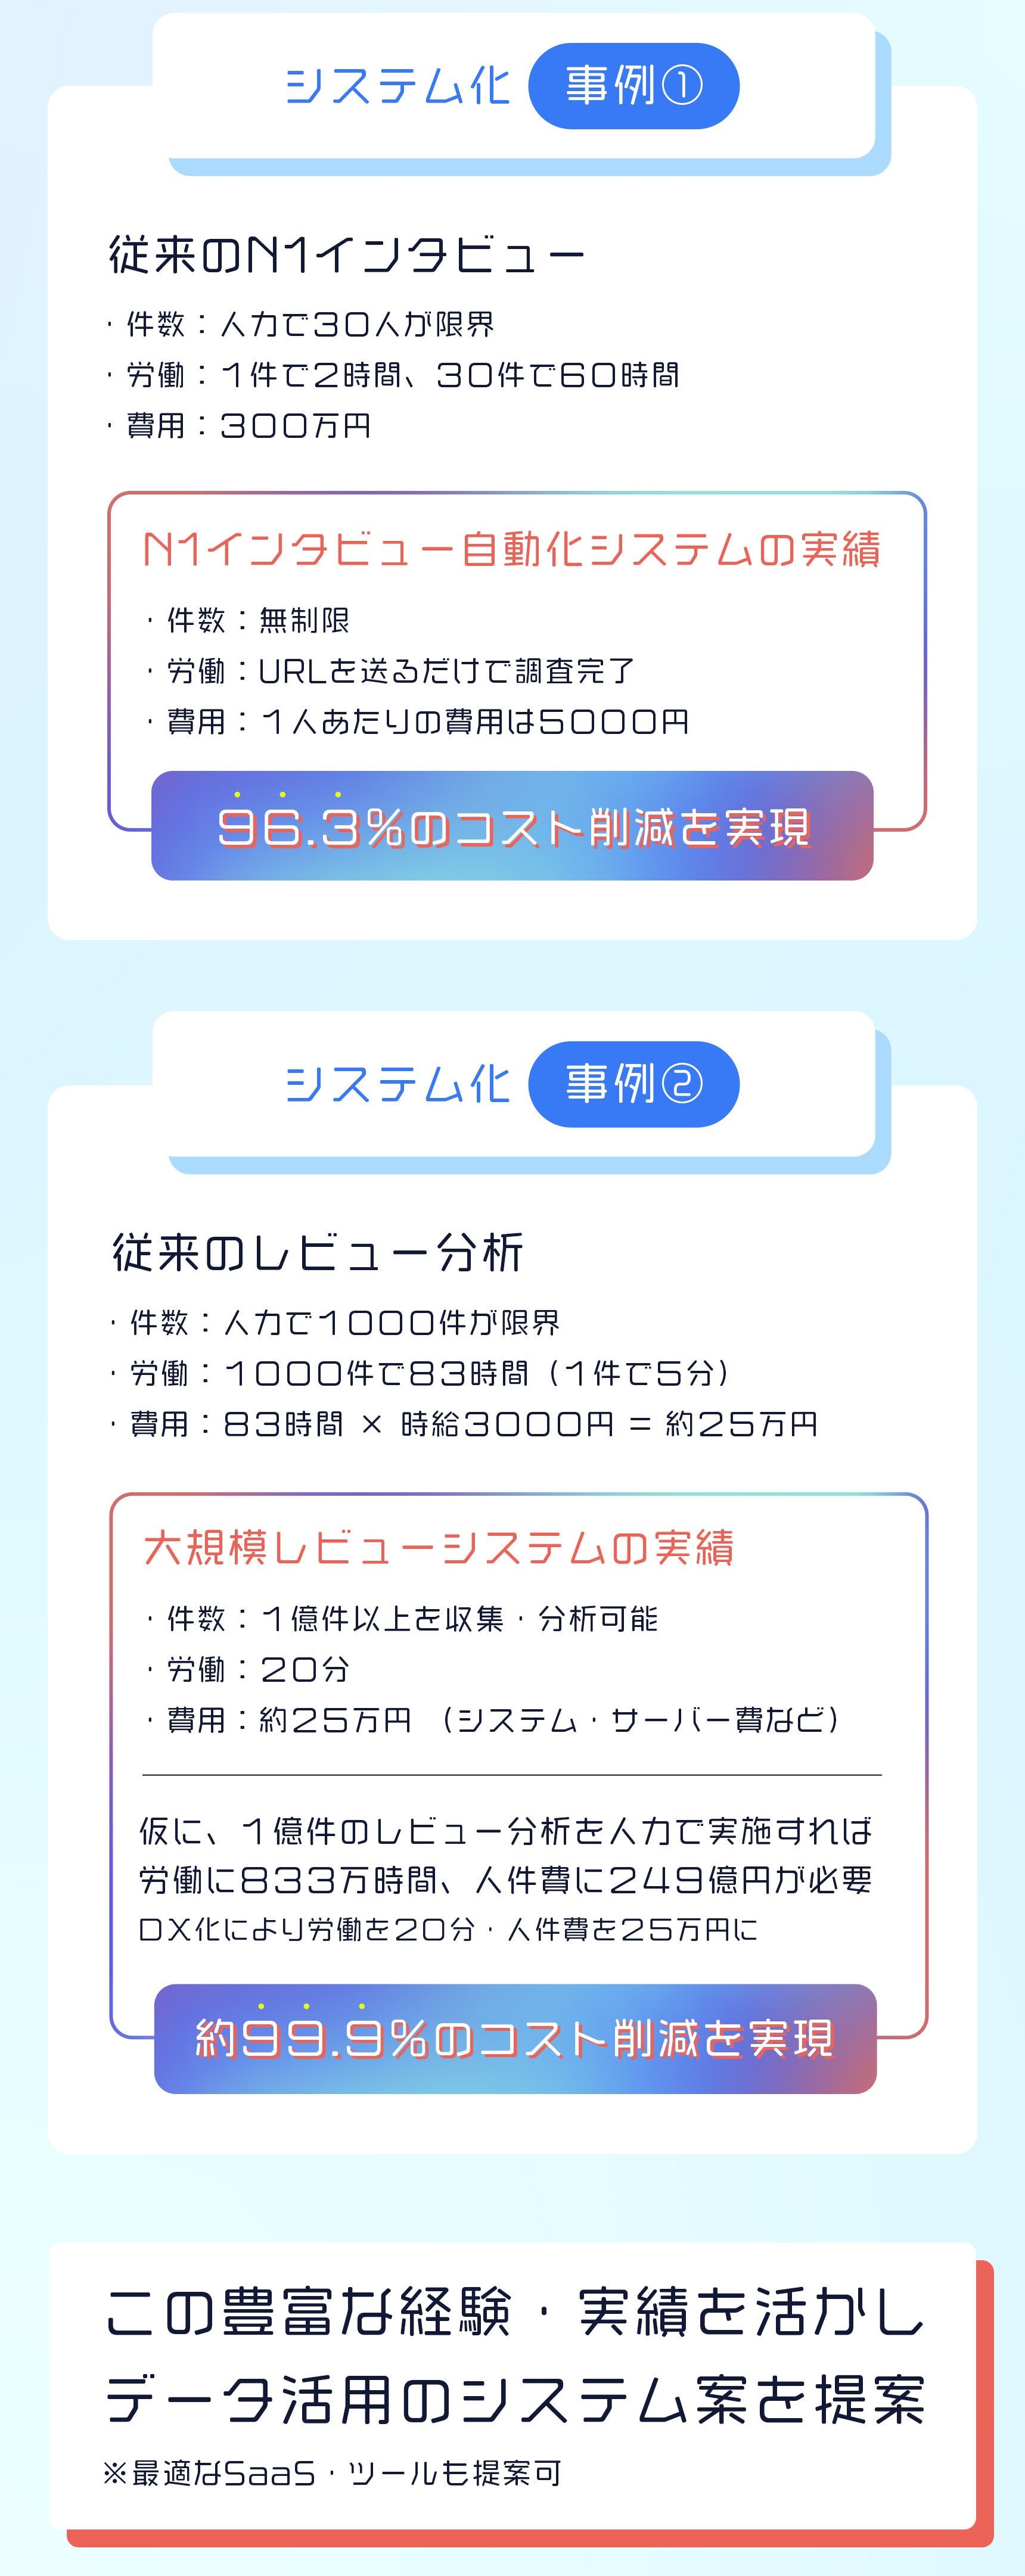 システム化 事例①
従来のN1インタビュー
・件数：人力で30人が限界
・労働：1件で2時間、30件で60時間
・費用：300万円
N1インタビュー自動化システムの実績
・件数：無制限
・労働：URLを送るだけで調査完了
・費用：1人あたりの費用は5000円
96.3%のコスト削減を実現
システム化 事例②
従来のレビュー分析
・件数：人力で1000件が限界
・労働：1000件で83時間（1件で5分）
・費用：83時間 × 時給3000円 = 約25万円
大規模レビューシステムの実績
・件数：1億件以上を収集・分析可能
・労働：20分
・費用：約25万円 （システム・サーバー費など）
仮に、1億件のレビュー分析を人力で実施すれば
労働に833万時間、人件費に249億円が必要
DX化により労働を20分・人件費を25万円に
約99.9%のコスト削減を実現
この豊富な経験・実績を活かし
データ活用のシステム案を提案
※最適なSaaS・ツールも提案可